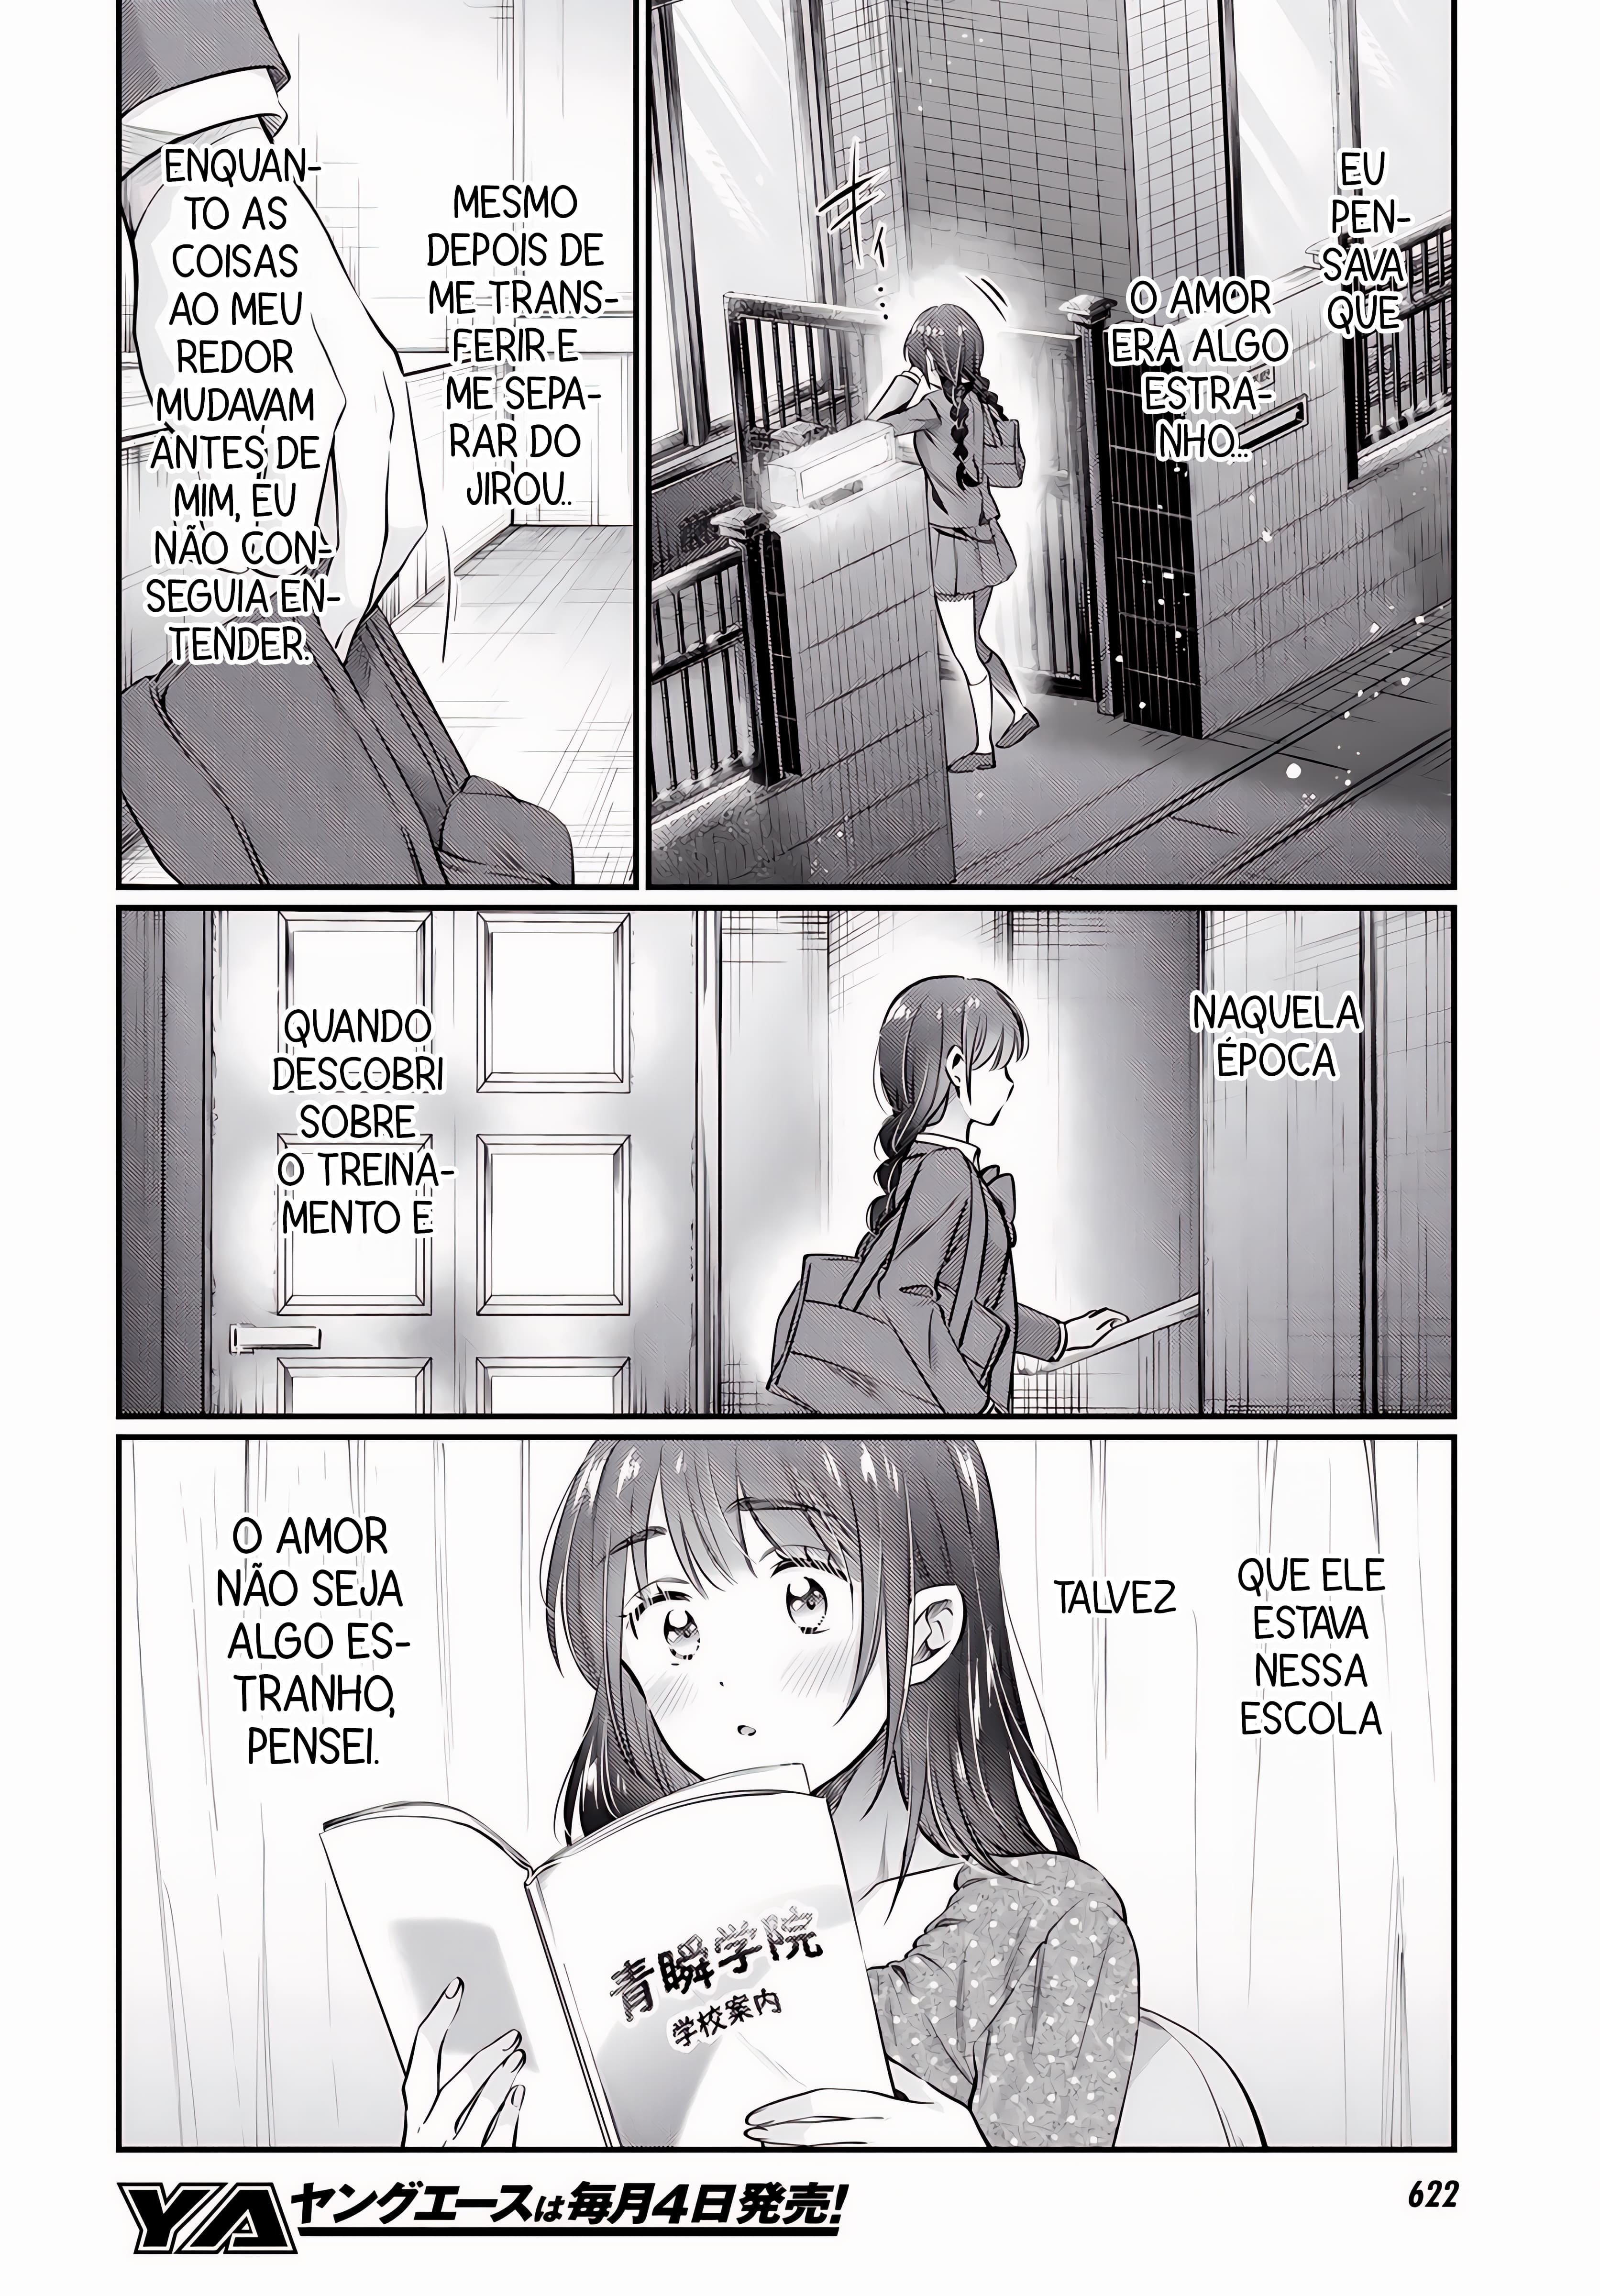 EU
PEN-
SAVA
QUE
O AMOR
ERA ALGO
ESTRA-
NHO...
キィ…
MESMO
DEPOIS DE
ME TRANS-
FERIR E
ME SEPA-
RAR DO
JIROU..
ENQUAN-
TO AS
COISAS
AO MEU
REDOR
MUDAVAM
ANTES DE
MIM, EU
NÃO CON-
SEGUIA EN-
TENDER.
NAQUELA
ÉPOCA
QUANDO
DESCOBRI
SOBRE
O TREINA-
MENTO E
QUE ELE
ESTAVA
NESSA
ESCOLA
TALVEZ
O AMOR
NÃO SEJA
ALGO ES-
TRANHO,
PENSEI.
青瞬学院
学校案内
YA ヤングエースは毎月4日発売!
622